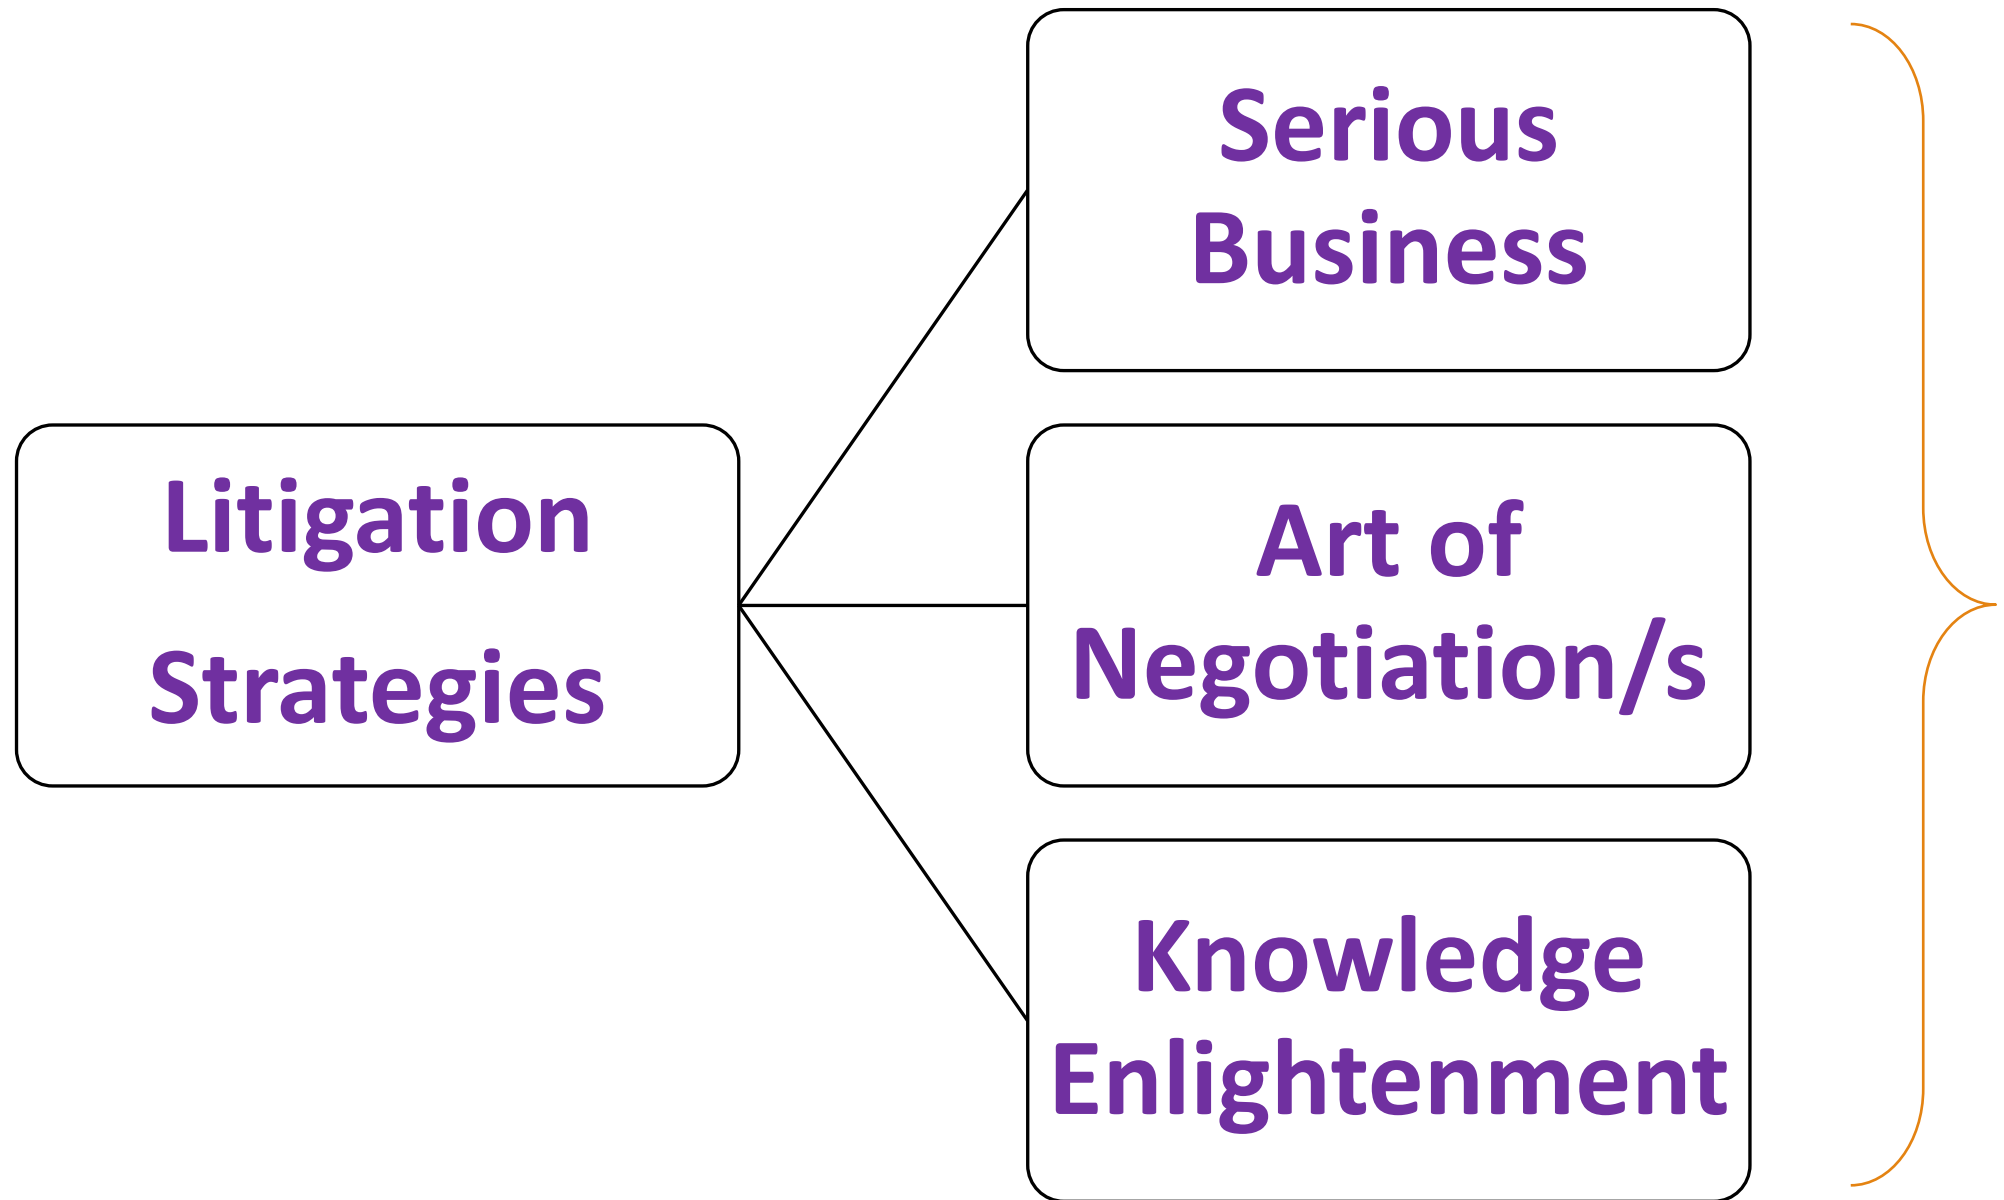 Litigation
Strategies
Serious
Business
Art of
Negotiation/s
Knowledge
Enlightenment